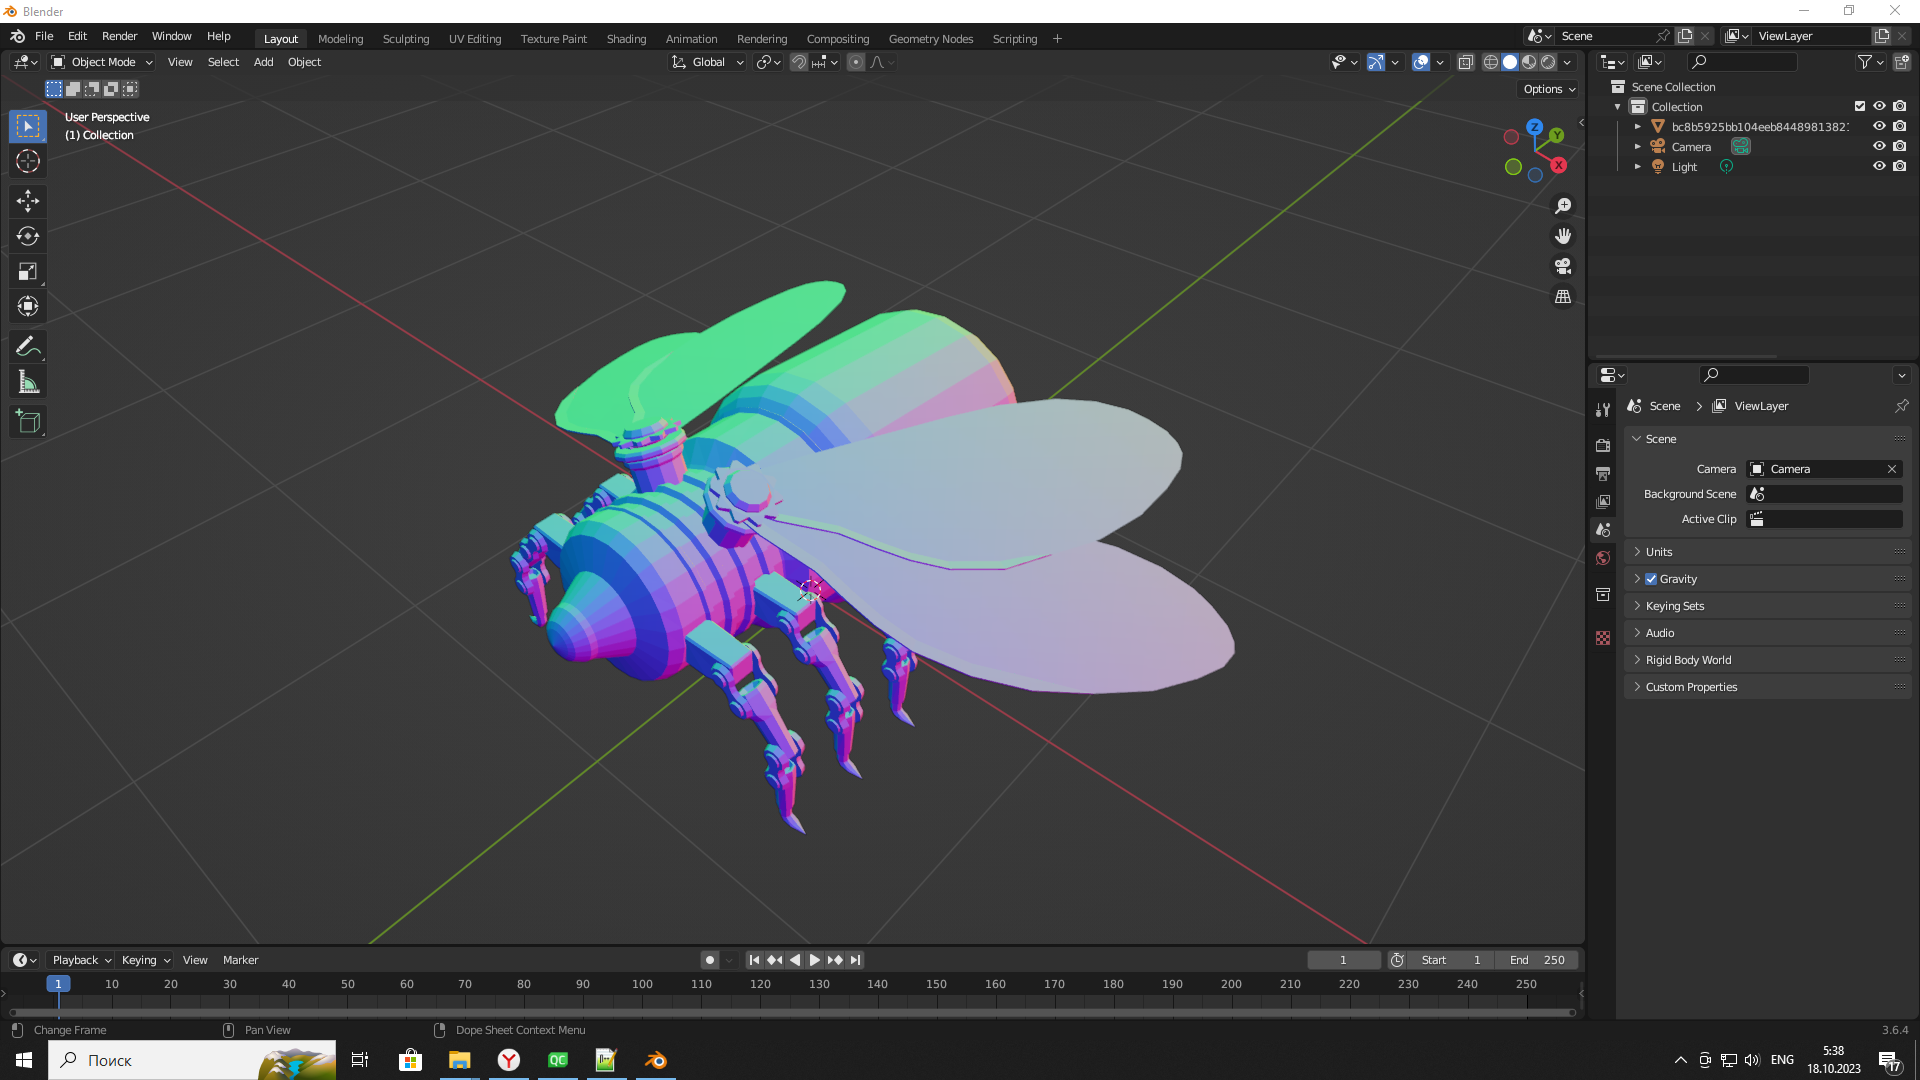 Blender
File Edit Render Window Help Layout Modeling Sculpting UV Editing Texture Paint Shading Animation Rendering Compositing Geometry Nodes Scripting + Scene ViewLayer
Object Mode View Select Add Object Global
Options
User Perspective
(1) Collection
Z
Y
X
Scene Collection
Collection
bc8b5925bb104eeb8448981382
Camera
Light
Scene > ViewLayer
Scene
Camera Camera
Background Scene
Active Clip
Units
Gravity
Keying Sets
Audio
Rigid Body World
Custom Properties
Playback Keying View Marker 1 Start 1 End 250
1 10 20 30 40 50 60 70 80 90 100 110 120 130 140 150 160 170 180 190 200 210 220 230 240 250
Change Frame Pan View Dope Sheet Context Menu 3.6.4
Поиск Y QC ENG 5:38
18.10.2023 17